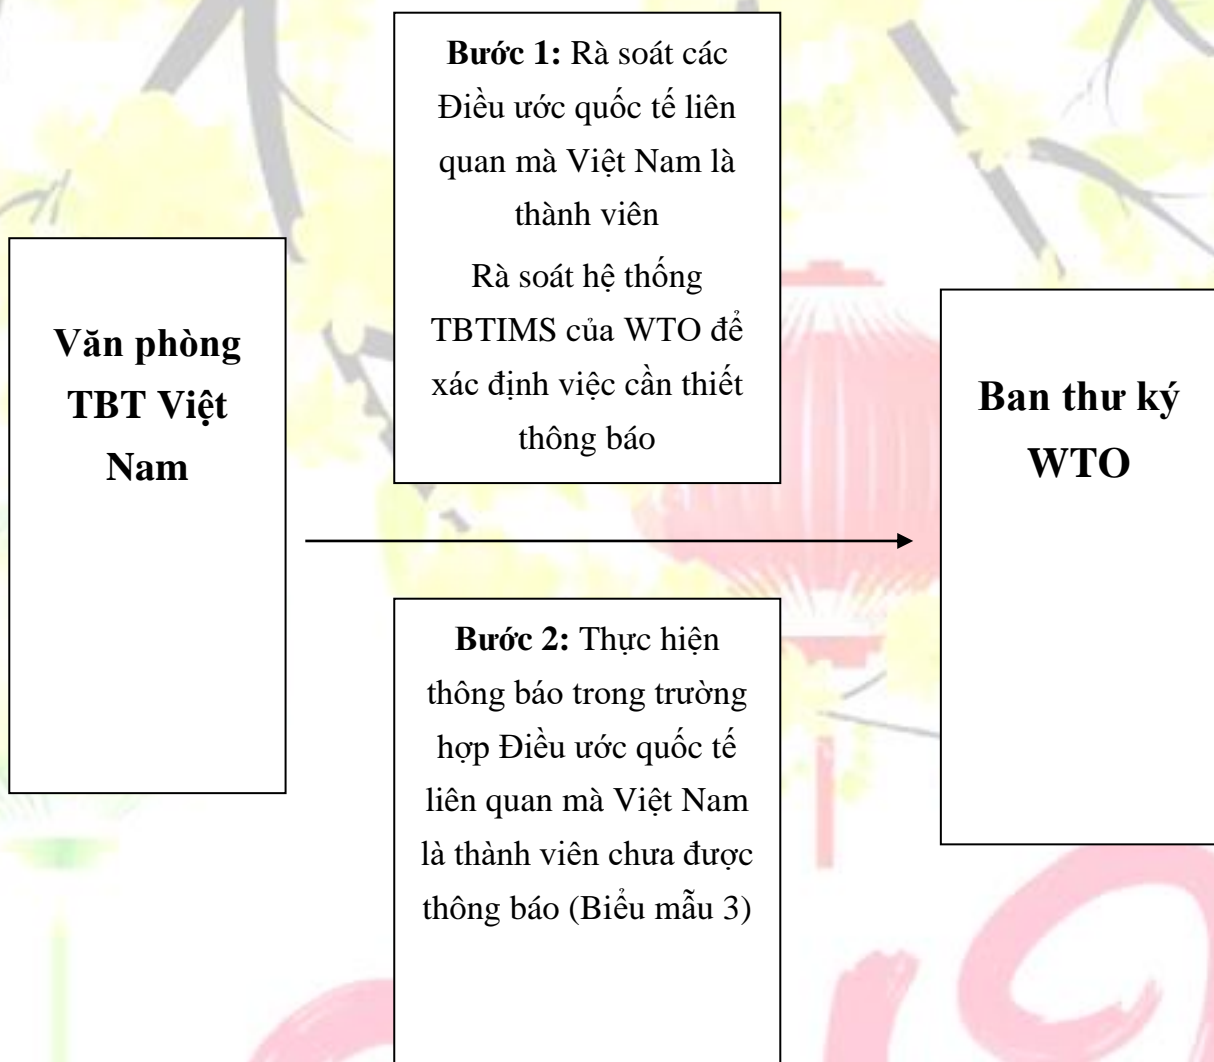 Văn phòng
TBT Việt
Nam
Bước 1: Rà soát các
Điều ước quốc tế liên
quan mà Việt Nam là
thành viên
Rà soát hệ thống
TBTIMS của WTO để
xác định việc cần thiết
thông báo
Bước 2: Thực hiện
thông báo trong trường
hợp Điều ước quốc tế
liên quan mà Việt Nam
là thành viên chưa được
thông báo (Biểu mẫu 3)
Ban thư ký
WTO